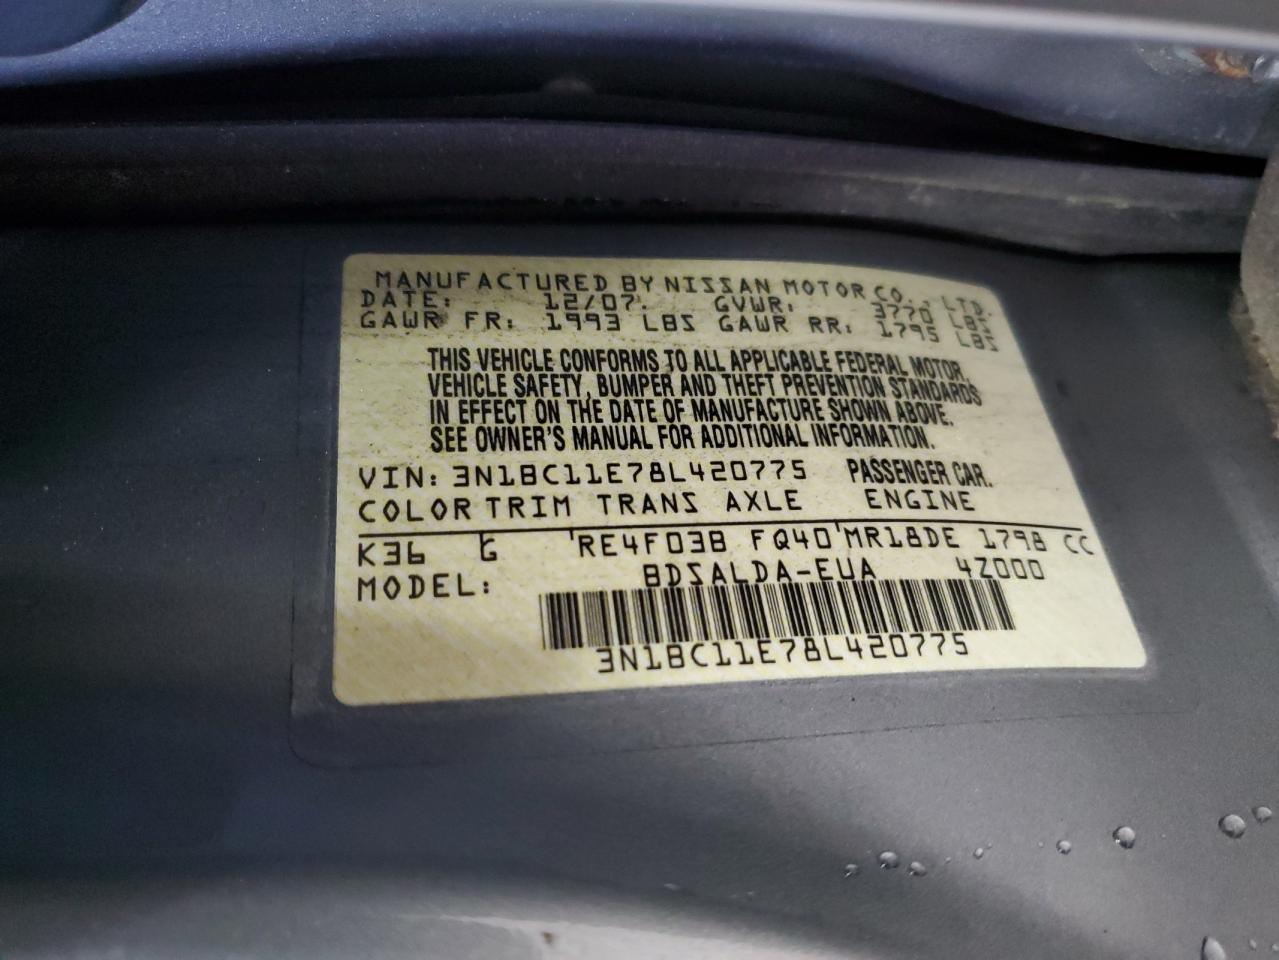 MANUFACTURED BY NISSAN MOTOR CO., LTD.
DATE: 12/07. GVWR: 3770 LBS
GAWR FR: 1993 LBS GAWR RR: 1795 LBS
THIS VEHICLE CONFORMS TO ALL APPLICABLE FEDERAL MOTOR
VEHICLE SAFETY, BUMPER AND THEFT PREVENTION STANDARDS
IN EFFECT ON THE DATE OF MANUFACTURE SHOWN ABOVE.
SEE OWNER'S MANUAL FOR ADDITIONAL INFORMATION.
VIN: 3N1BC11E78L420775 PASSENGER CAR.
COLOR TRIM TRANS AXLE ENGINE
K36 G RE4F03B FQ40 MR18DE 1798 CC
MODEL: BDSALDA-EUA 4Z000
3N1BC11E78L420775